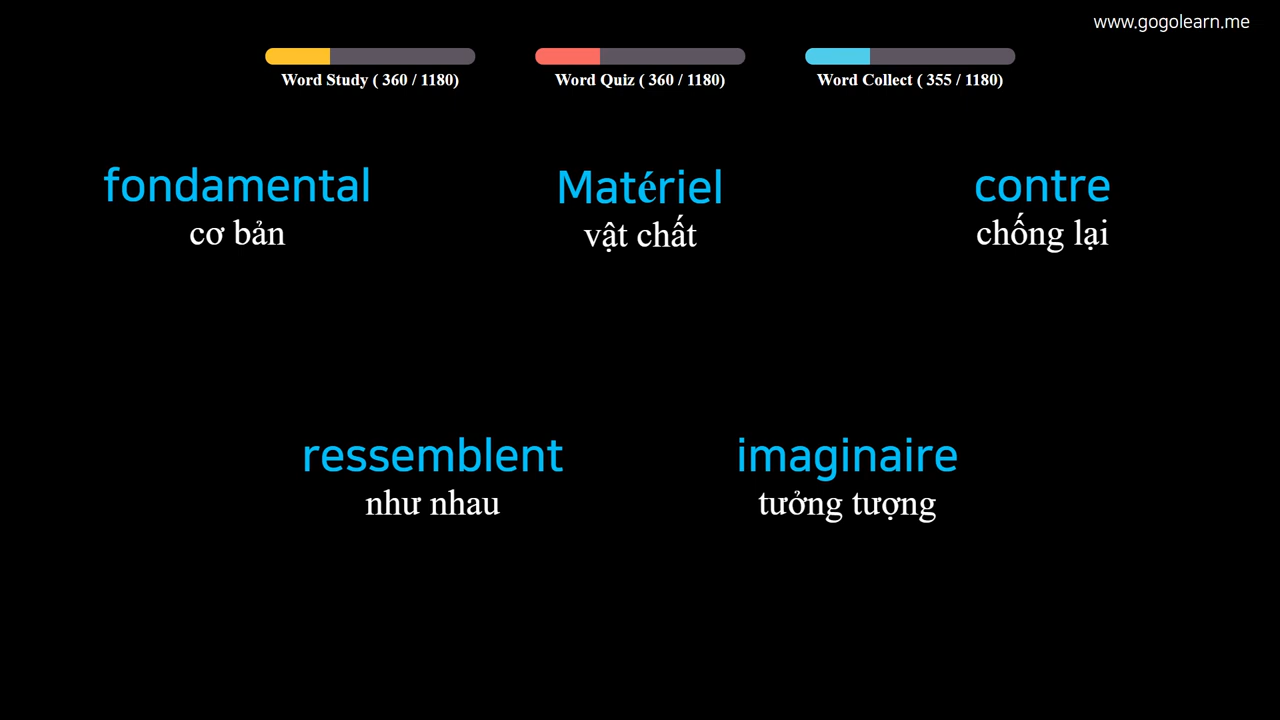 www.gogolearn.me
Word Study ( 360 / 1180)
Word Quiz ( 360 / 1180)
Word Collect ( 355 / 1180)
fondamental
cơ bản
Matériel
vật chất
contre
chống lại
ressemblent
như nhau
imaginaire
tưởng tượng